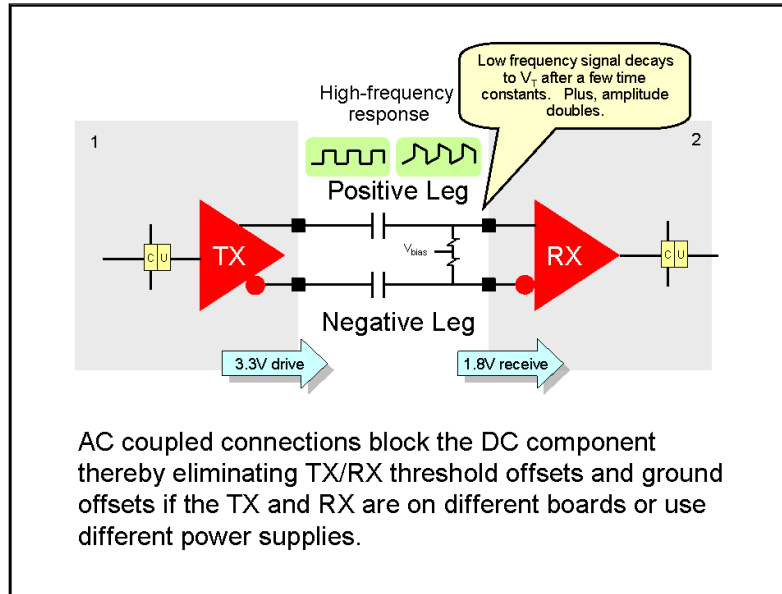 Low frequency signal decays
to VT after a few time
constants. Plus, amplitude
doubles.
High-frequency
response
1
2
Positive Leg
TX
Vbias
RX
C U
C U
Negative Leg
3.3V drive
1.8V receive
AC coupled connections block the DC component
thereby eliminating TX/RX threshold offsets and ground
offsets if the TX and RX are on different boards or use
different power supplies.